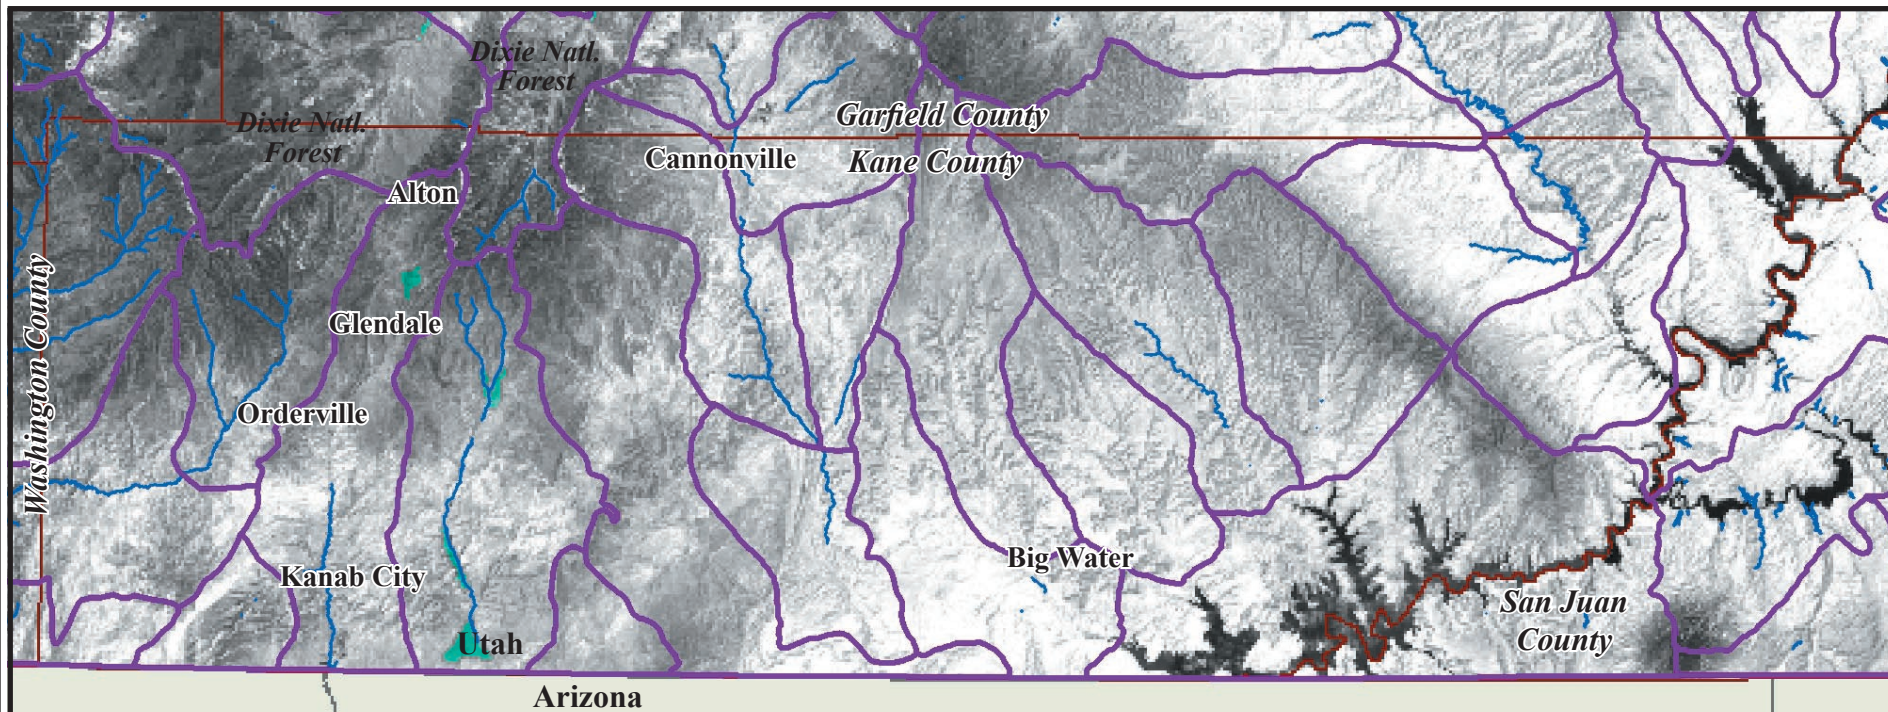 Dixie Natl.
Forest
Dixie Natl.
Forest
Garfield County
Cannonville
Kane County
Alton
Washington County
Glendale
Orderville
Big Water
Kanab City
San Juan
County
Utah
Arizona